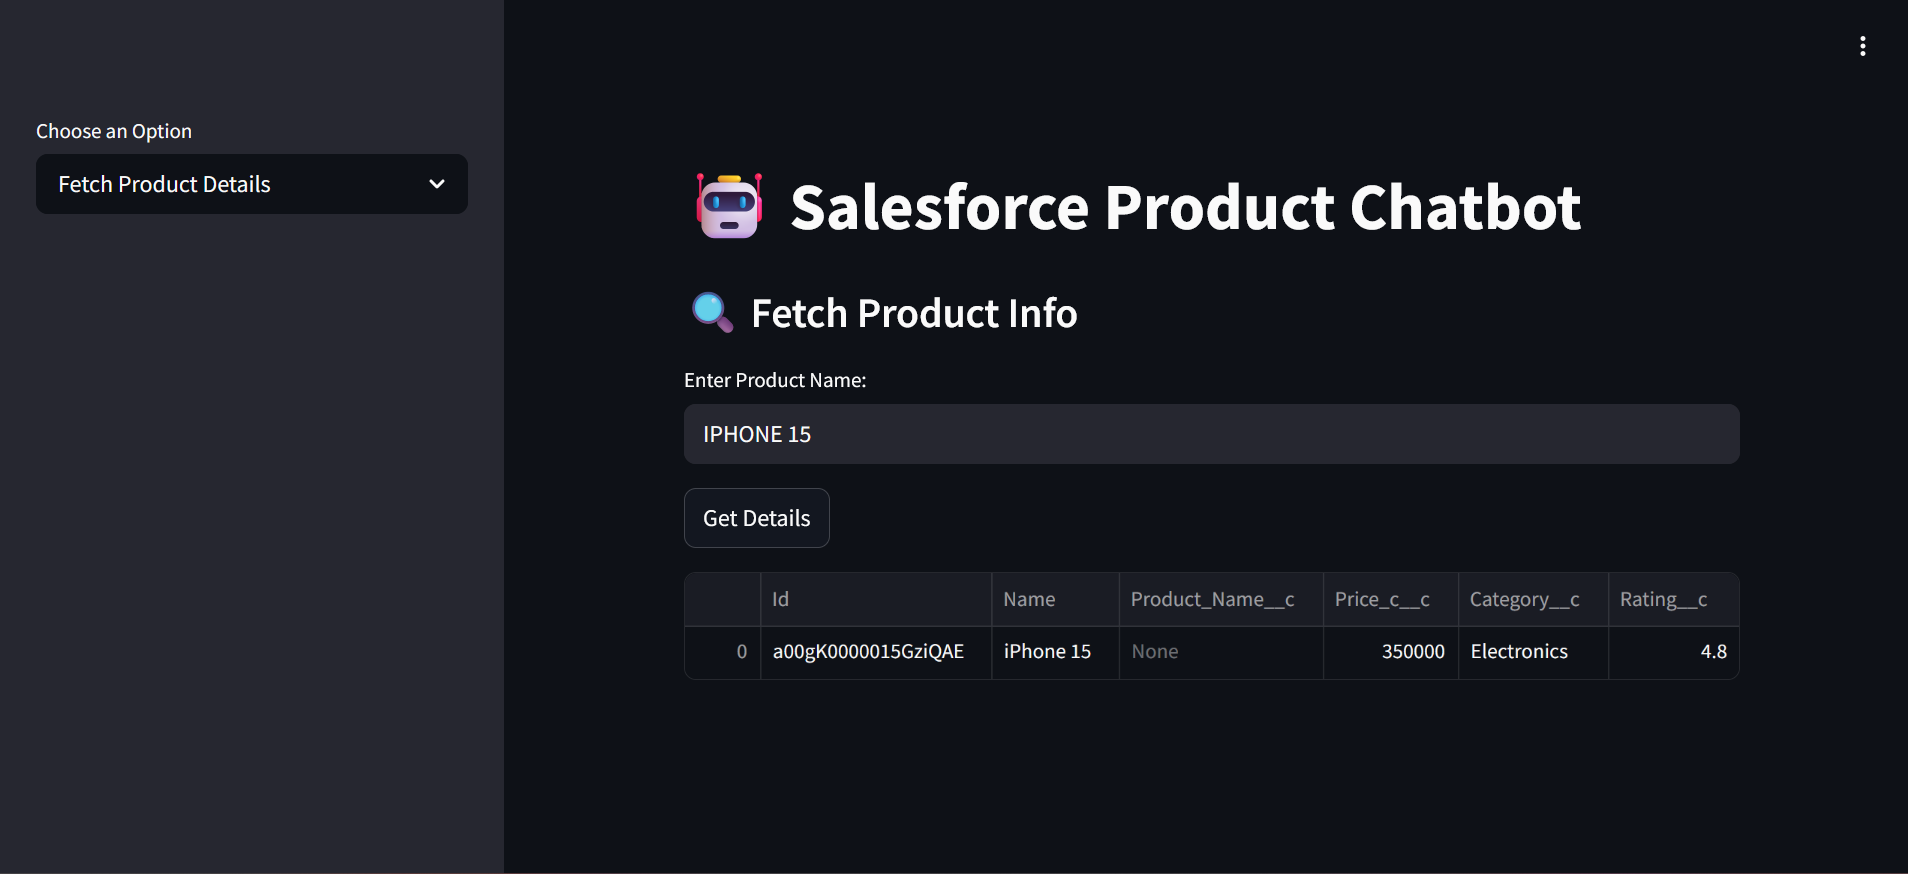 Choose an Option
Fetch Product Details
Salesforce Product Chatbot
Fetch Product Info
Enter Product Name:
IPHONE 15
Get Details
Id Name Product_Name__c Price_c__c Category__c Rating__c
0 a00gK0000015GziQAE iPhone 15 None 350000 Electronics 4.8